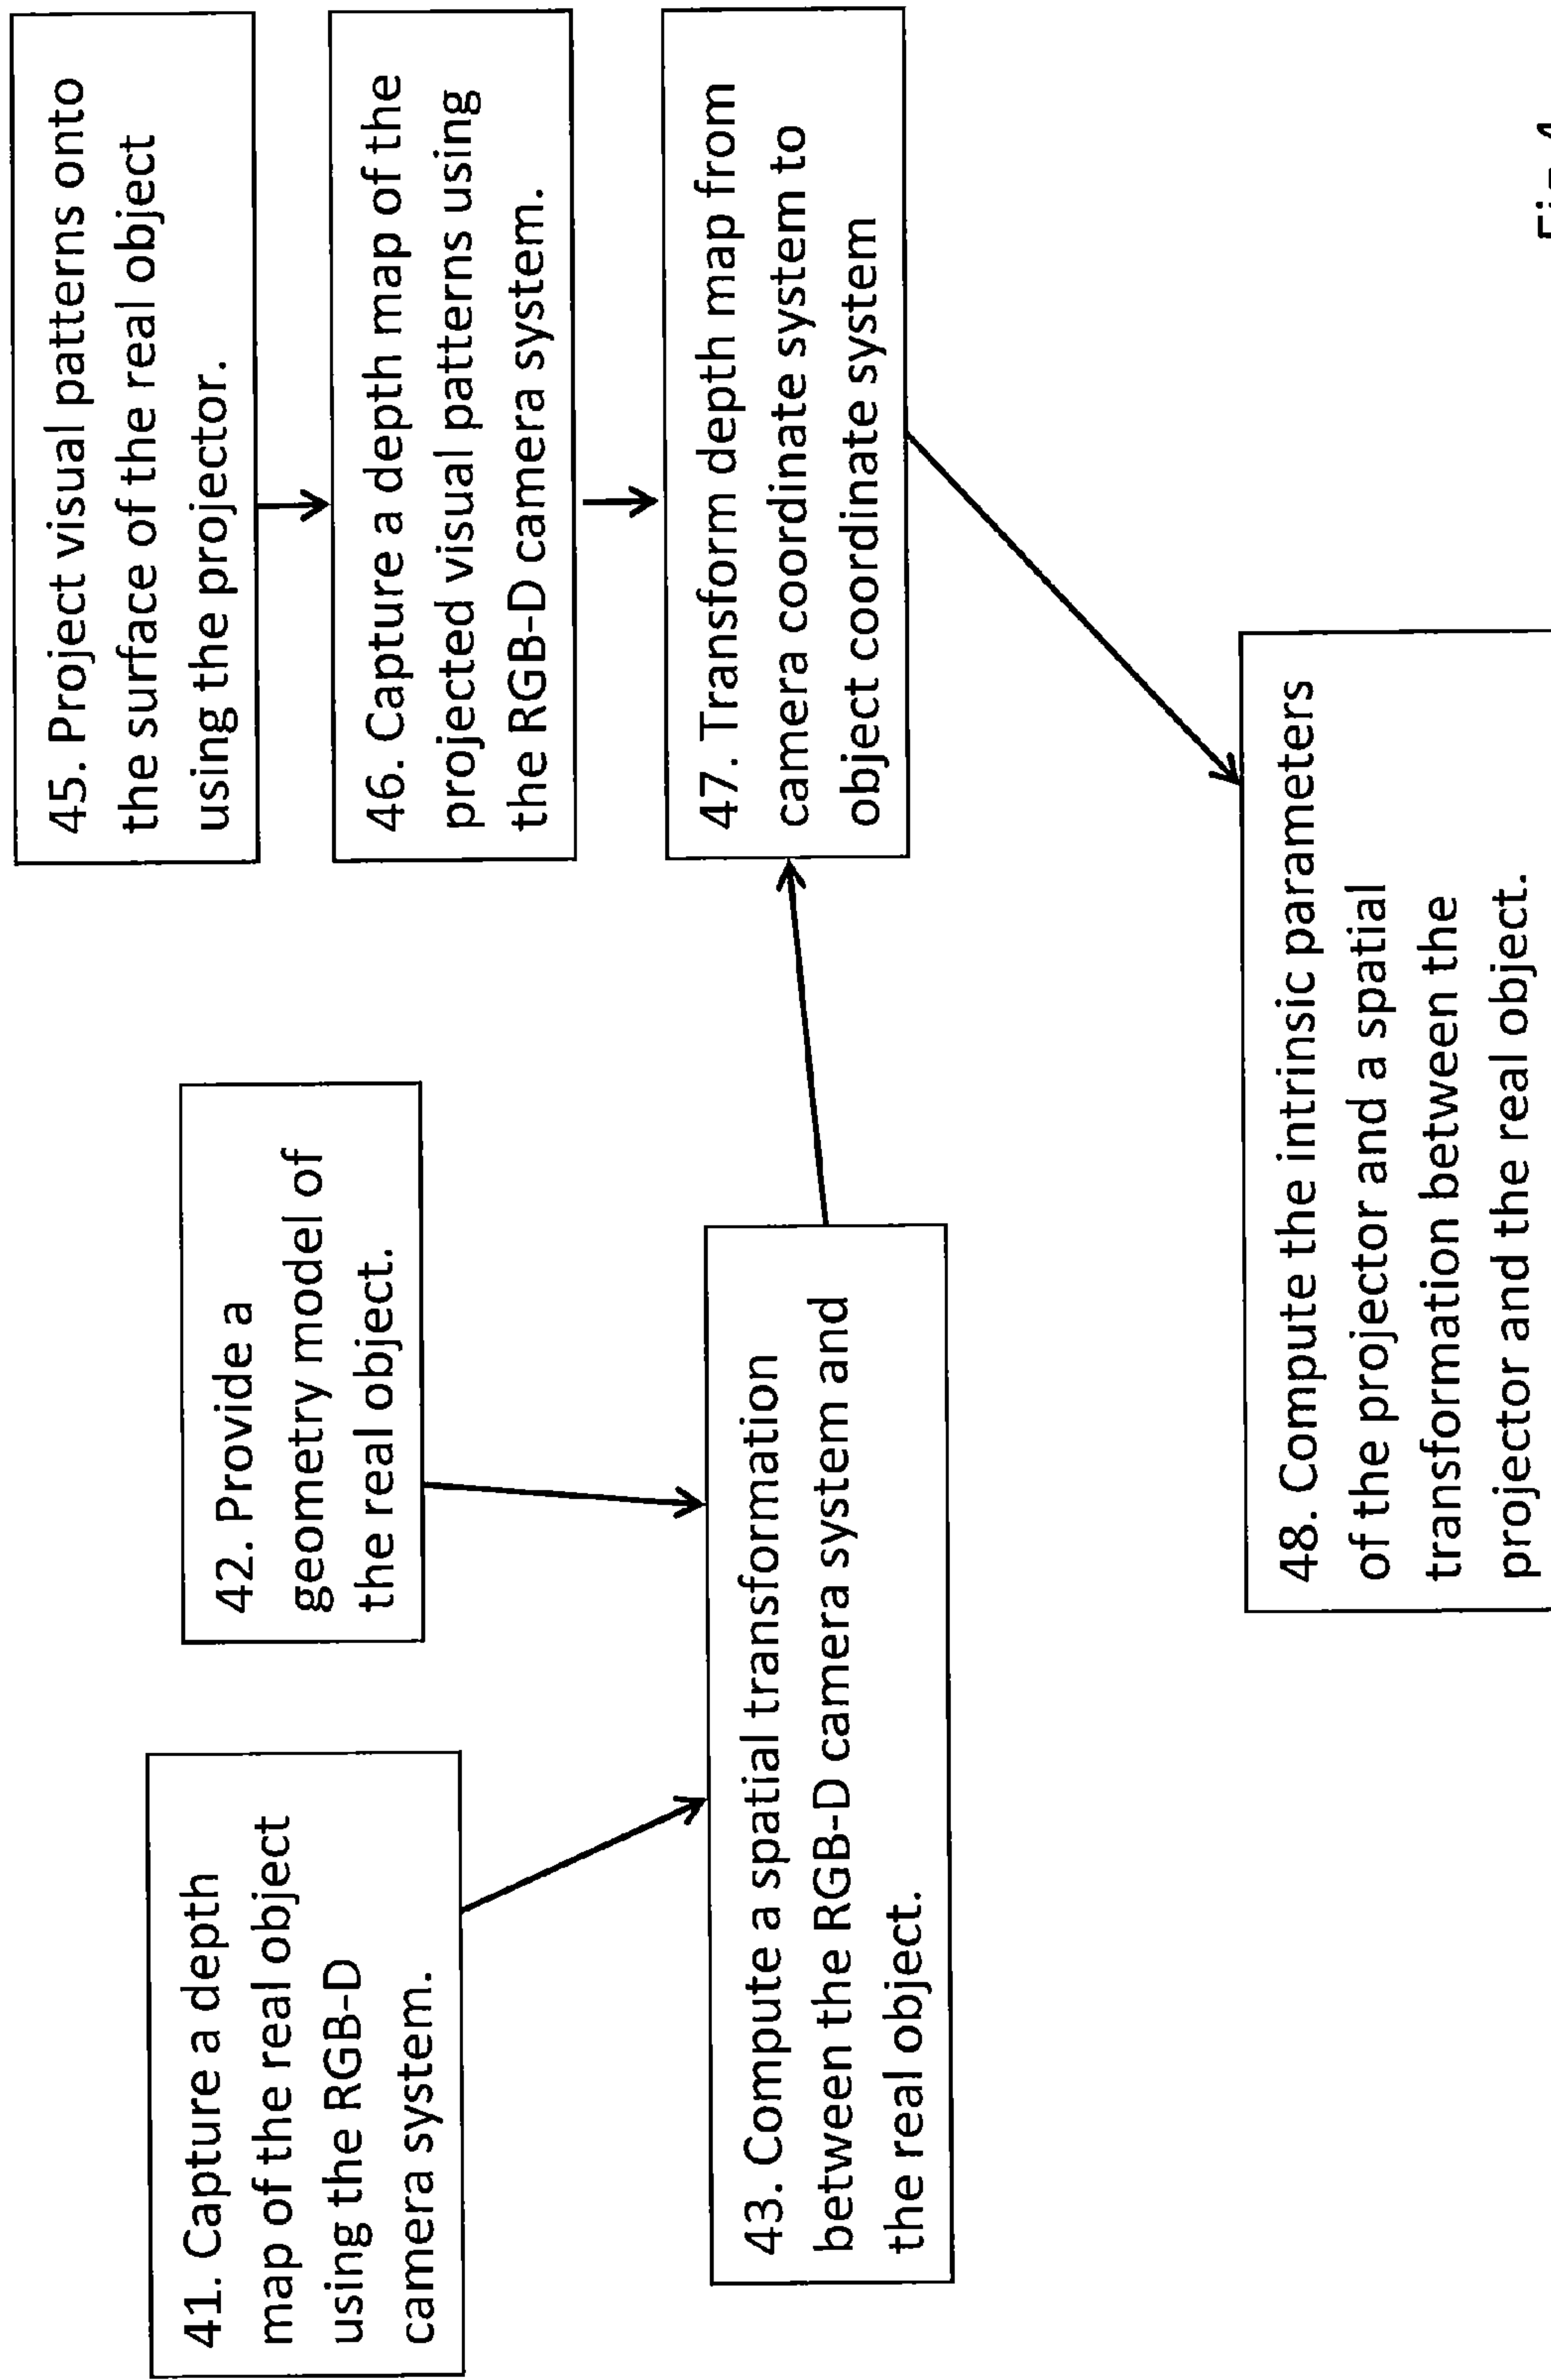 41. Capture a depth
map of the real object
using the RGB-D
camera system.
42. Provide a
geometry model of
the real object.
43. Compute a spatial transformation
between the RGB-D camera system and
the real object.
45. Project visual patterns onto
the surface of the real object
using the projector.
46. Capture a depth map of the
projected visual patterns using
the RGB-D camera system.
47. Transform depth map from
camera coordinate system to
object coordinate system
48. Compute the intrinsic parameters
of the projector and a spatial
transformation between the
projector and the real object.